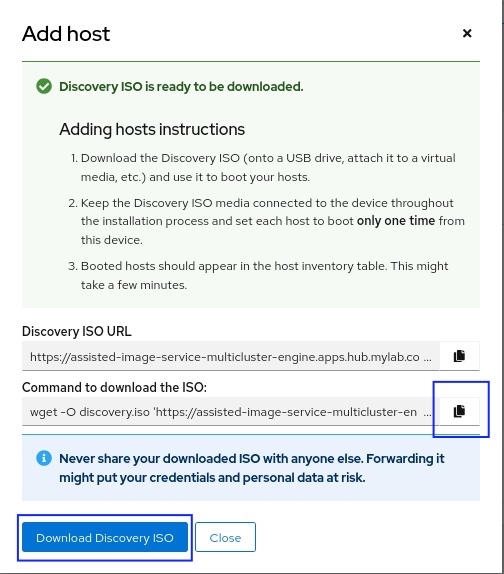 Add host
Discovery ISO is ready to be downloaded.
Adding hosts instructions
1. Download the Discovery ISO (onto a USB drive, attach it to a virtual
media, etc.) and use it to boot your hosts.
2. Keep the Discovery ISO media connected to the device throughout
the installation process and set each host to boot only one time from
this device.
3. Booted hosts should appear in the host inventory table. This might
take a few minutes.
Discovery ISO URL
https://assisted-image-service-multicluster-engine.apps.hub.mylab.co ...
Command to download the ISO:
wget -O discovery.iso 'https://assisted-image-service-multicluster-en ...
Never share your downloaded ISO with anyone else. Forwarding it
might put your credentials and personal data at risk.
Download Discovery ISO Close